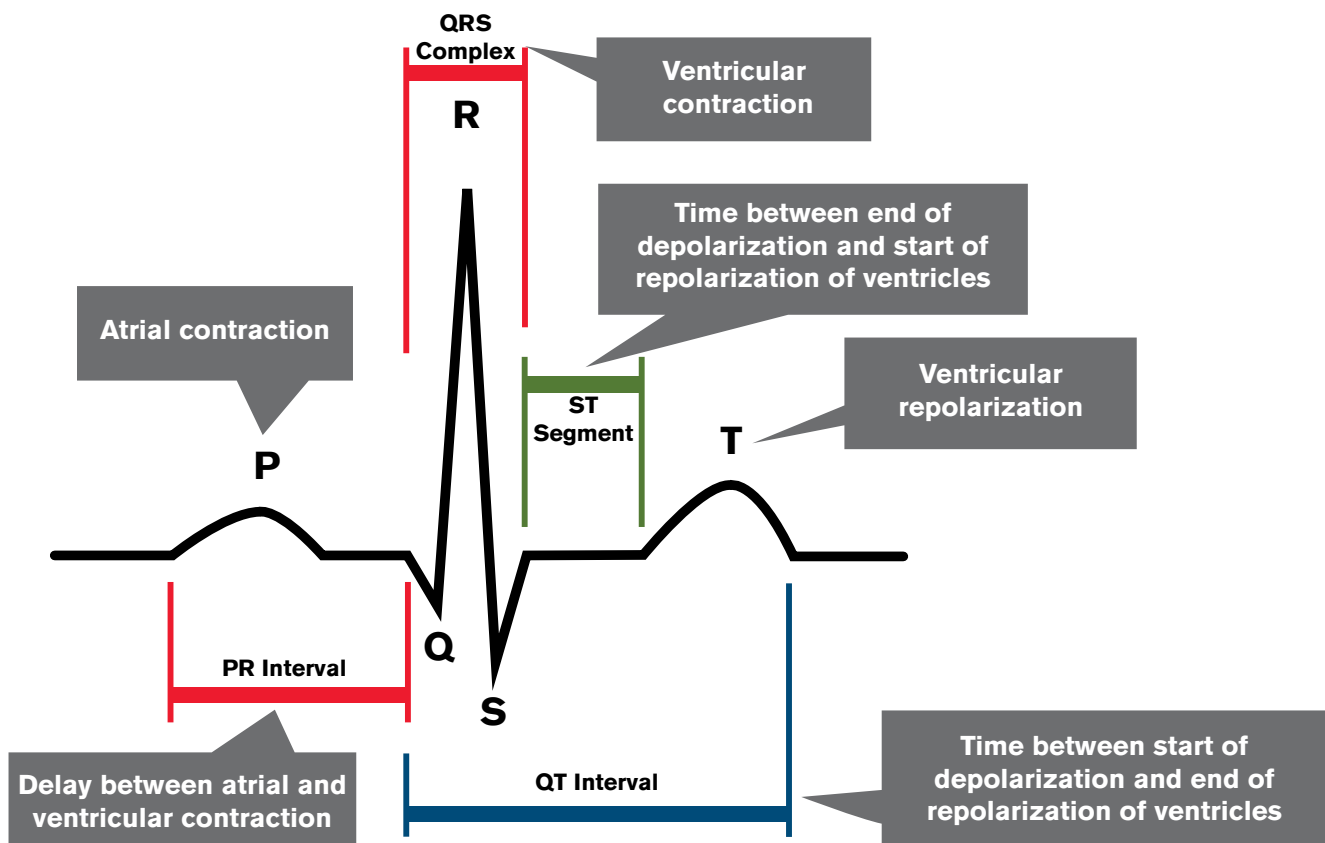 QRS
Complex
Ventricular
contraction
R
Time between end of
depolarization and start of
repolarization of ventricles
Atrial contraction
ST
Segment
Ventricular
repolarization
P
T
Q
S
PR Interval
Delay between atrial and
ventricular contraction
QT Interval
Time between start of
depolarization and end of
repolarization of ventricles